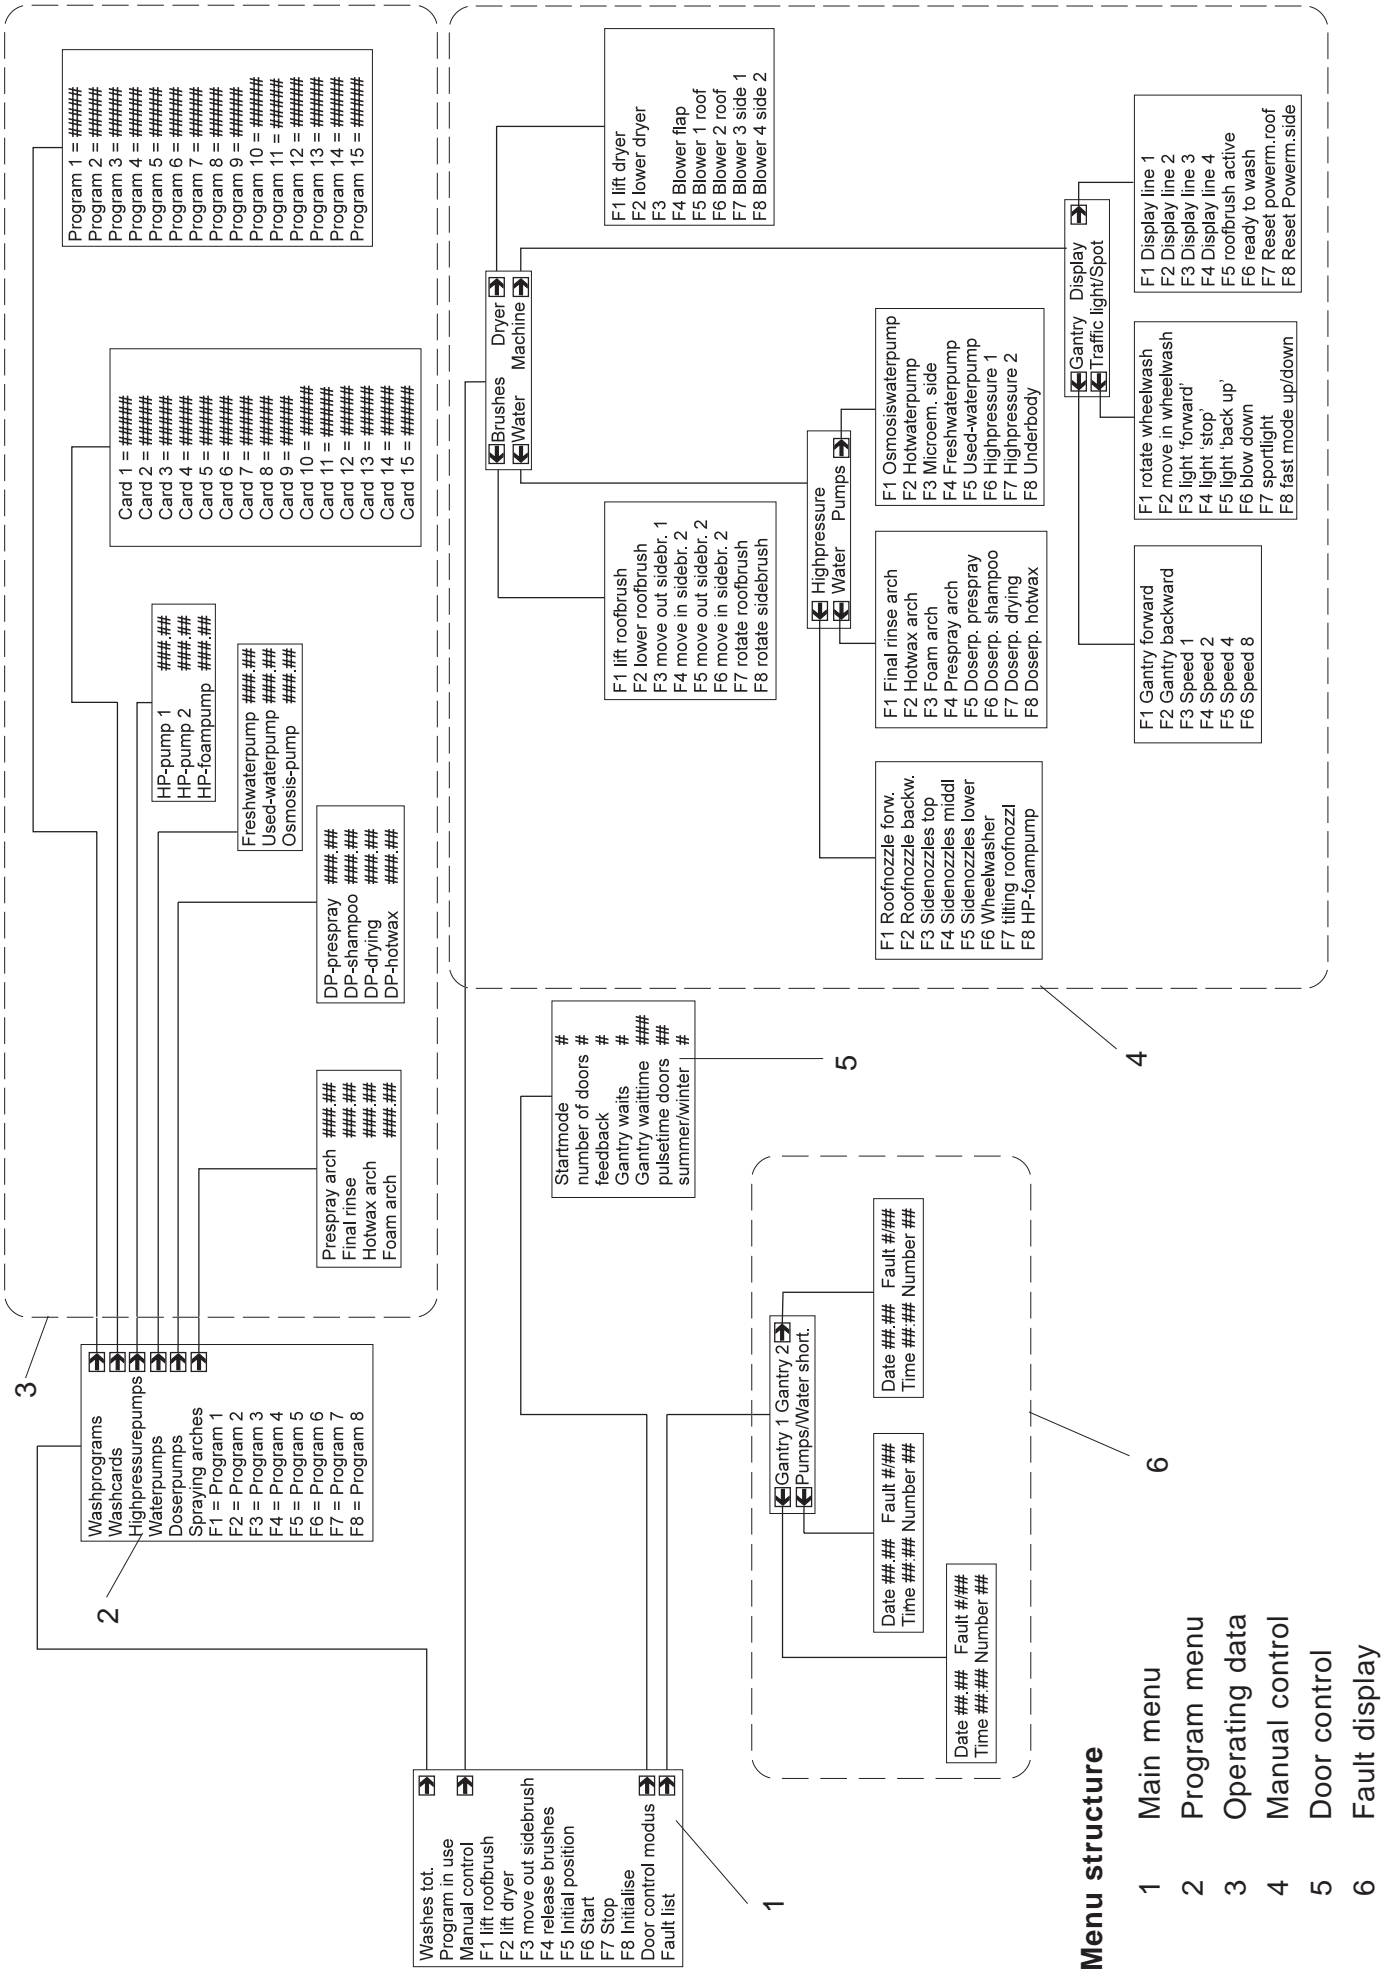 Washes tot.
Program in use
Manual control
F1 lift roofbrush
F2 lift dryer
F3 move out sidebrush
F4 release brushes
F5 Initial position
F6 Start
F7 Stop
F8 Initialise
Door control modus
Fault list
1
Washprograms
Washcards
Highpressurepumps
Waterpumps
Doserpumps
Spraying arches
F1 = Program 1
F2 = Program 2
F3 = Program 3
F4 = Program 4
F5 = Program 5
F6 = Program 6
F7 = Program 7
F8 = Program 8
2
3
Prespray arch ###.##
Final rinse ###.##
Hotwax arch ###.##
Foam arch ###.##
DP-prespray ###.##
DP-shampoo ###.##
DP-drying ###.##
DP-hotwax ###.##
Freshwaterpump ###.##
Used-waterpump ###.##
Osmosis-pump ###.##
HP-pump 1 ###.##
HP-pump 2 ###.##
HP-foampump ###.##
Card 1 = #####
Card 2 = #####
Card 3 = #####
Card 4 = #####
Card 5 = #####
Card 6 = #####
Card 7 = #####
Card 8 = #####
Card 9 = #####
Card 10 = #####
Card 11 = #####
Card 12 = #####
Card 13 = #####
Card 14 = #####
Card 15 = #####
Program 1 = #####
Program 2 = #####
Program 3 = #####
Program 4 = #####
Program 5 = #####
Program 6 = #####
Program 7 = #####
Program 8 = #####
Program 9 = #####
Program 10 = #####
Program 11 = #####
Program 12 = #####
Program 13 = #####
Program 14 = #####
Program 15 = #####
Startmode #
number of doors #
feedback #
Gantry waits #
Gantry waittime ###
pulsetime doors ##
summer/winter #
5
Gantry 1 Gantry 2
Pumps/Water short.
Date ##.## Fault #/##
Time ##:## Number ##
Date ##.## Fault #/##
Time ##:## Number ##
Date ##.## Fault #/##
Time ##:## Number ##
6
4
Brushes Dryer
Water Machine
F1 lift roofbrush
F2 lower roofbrush
F3 move out sidebr. 1
F4 move in sidebr. 2
F5 move out sidebr. 2
F6 move in sidebr. 2
F7 rotate roofbrush
F8 rotate sidebrush
F1 lift dryer
F2 lower dryer
F3
F4 Blower flap
F5 Blower 1 roof
F6 Blower 2 roof
F7 Blower 3 side 1
F8 Blower 4 side 2
Highpressure
Water Pumps
F1 Roofnozzle forw.
F2 Roofnozzle backw.
F3 Sidenozzles top
F4 Sidenozzles middl
F5 Sidenozzles lower
F6 Wheelwasher
F7 tilting roofnozzl
F8 HP-foampump
F1 Final rinse arch
F2 Hotwax arch
F3 Foam arch
F4 Prespray arch
F5 Doserp. prespray
F6 Doserp. shampoo
F7 Doserp. drying
F8 Doserp. hotwax
F1 Osmosiswaterpump
F2 Hotwaterpump
F3 Microem. side
F4 Freshwaterpump
F5 Used-waterpump
F6 Highpressure 1
F7 Highpressure 2
F8 Underbody
Gantry Display
Traffic light/Spot
F1 Gantry forward
F2 Gantry backward
F3 Speed 1
F4 Speed 2
F5 Speed 4
F6 Speed 8
F1 rotate wheelwash
F2 move in wheelwash
F3 light ‘forward’
F4 light ‘stop’
F5 light ‘back up’
F6 blow down
F7 sportlight
F8 fast mode up/down
F1 Display line 1
F2 Display line 2
F3 Display line 3
F4 Display line 4
F5 roofbrush active
F6 ready to wash
F7 Reset powerm.roof
F8 Reset Powerm.side
Menu structure
1 Main menu
2 Program menu
3 Operating data
4 Manual control
5 Door control
6 Fault display